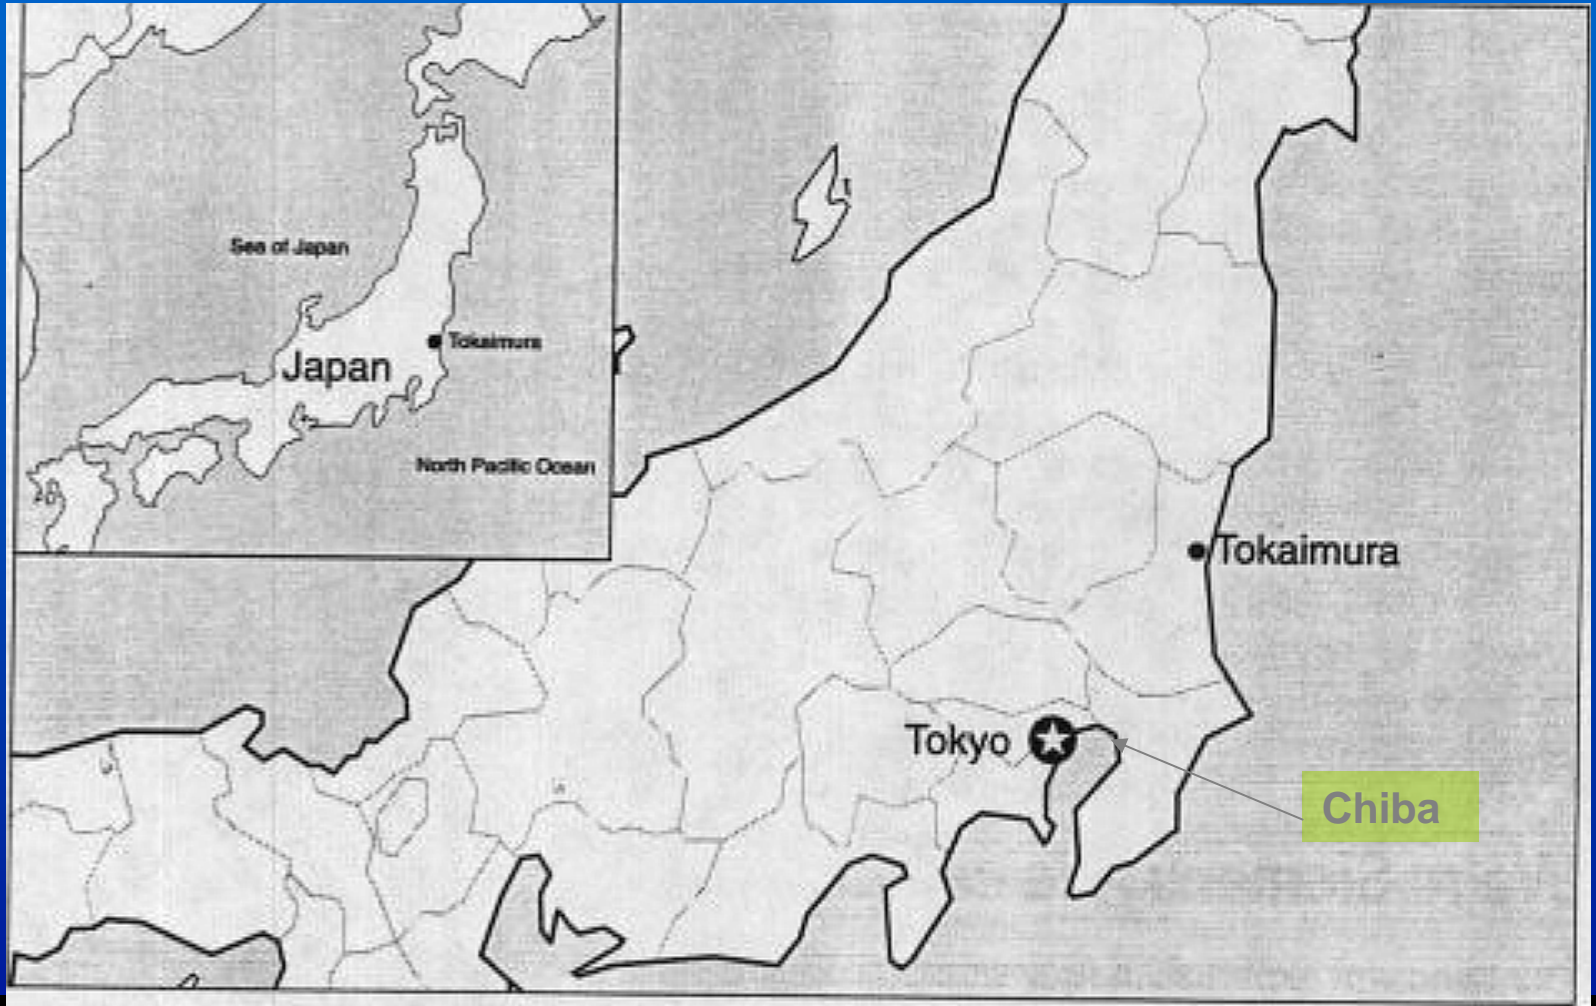 Sea of Japan
Tokaimura
Japan
North Pacific Ocean
Tokaimura
Tokyo
Chiba